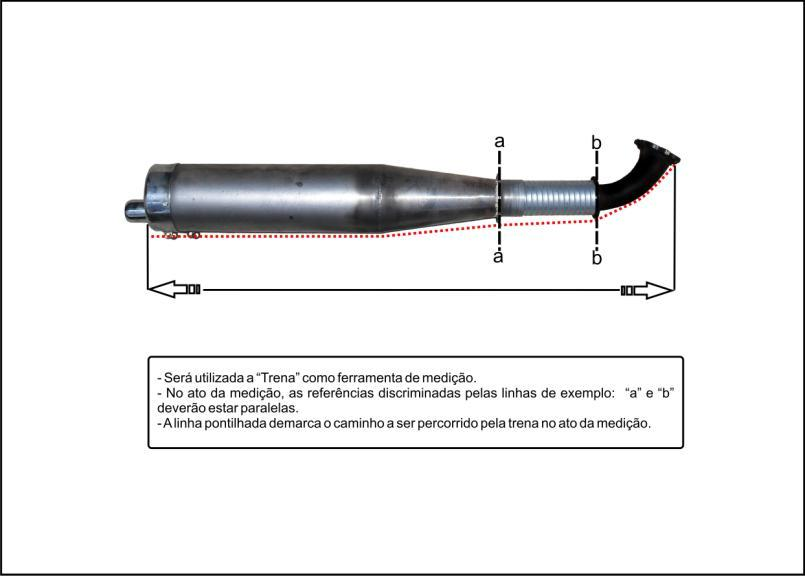 a
b
a
b
- Será utilizada a “Trena” como ferramenta de medição.
- No ato da medição, as referências discriminadas pelas linhas de exemplo: “a” e “b”
deverão estar paralelas.
- A linha pontilhada demarca o caminho a ser percorrido pela trena no ato da medição.